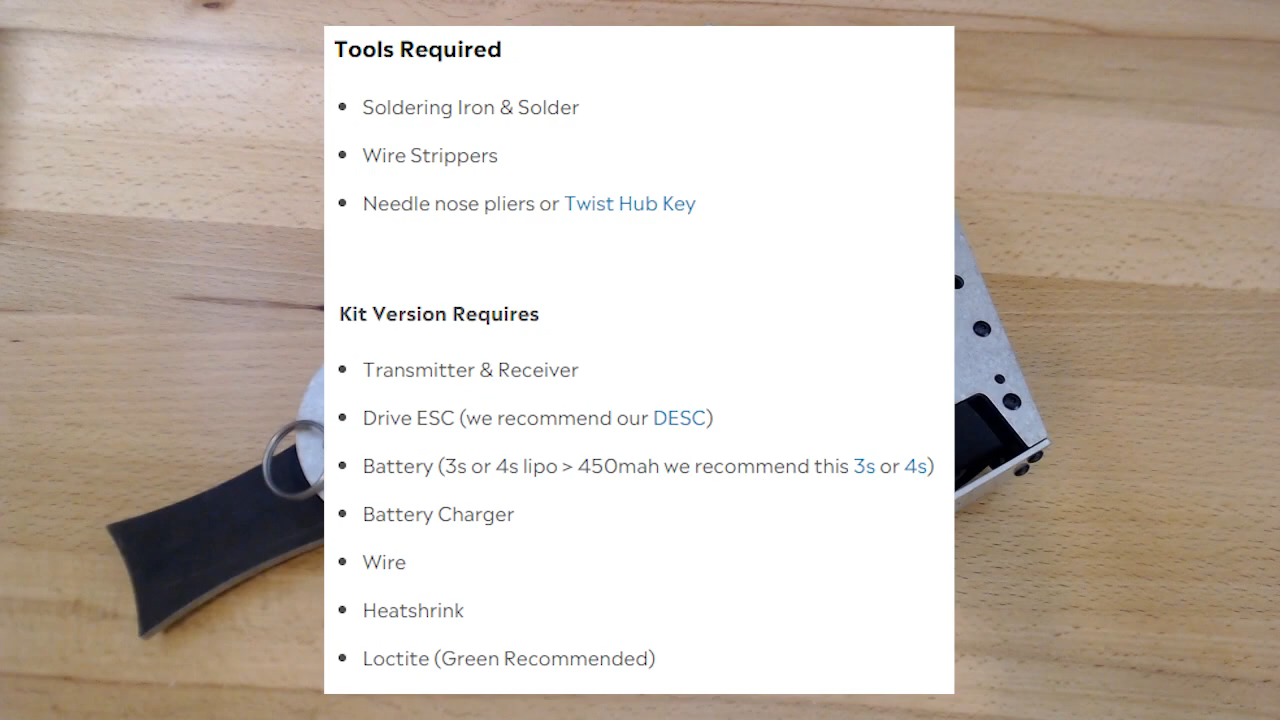 Tools Required
Soldering Iron & Solder
Wire Strippers
Needle nose pliers or Twist Hub Key
Kit Version Requires
Transmitter & Receiver
Drive ESC (we recommend our DESC)
Battery (3s or 4s lipo > 450mah we recommend this 3s or 4s)
Battery Charger
Wire
Heatshrink
Loctite (Green Recommended)